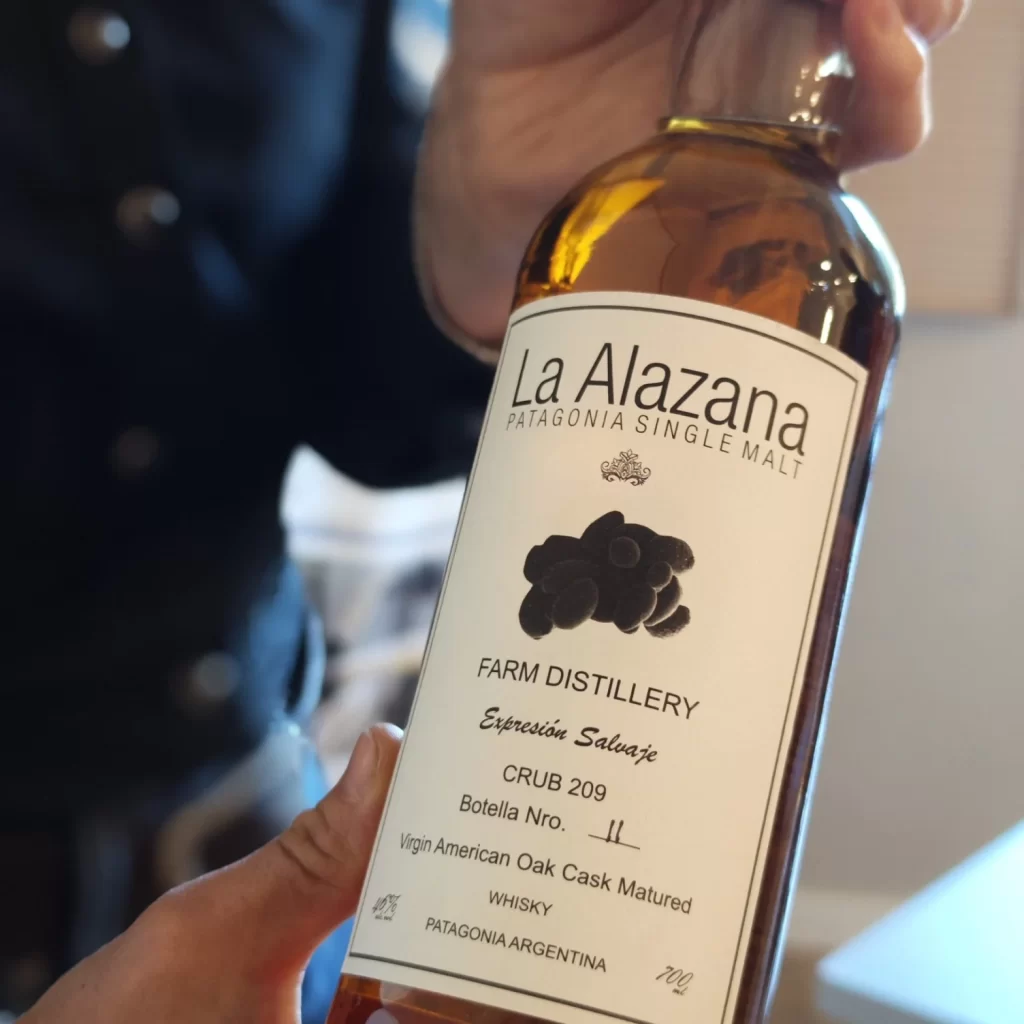 La Alazana
PATAGONIA SINGLE MALT
FARM DISTILLERY
Expresión Salvaje
CRUB 209
Botella Nro. 11
Virgin American Oak Cask Matured
WHISKY
PATAGONIA ARGENTINA
700
ml